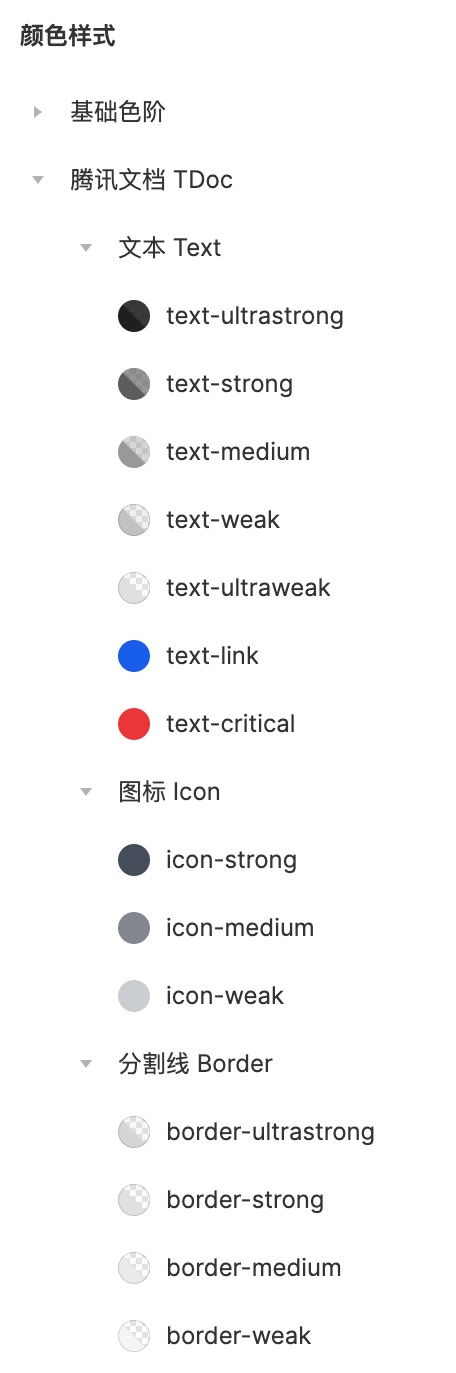 颜色样式
基础色阶
腾讯文档 TDoc
文本 Text
text-ultrastrong
text-strong
text-medium
text-weak
text-ultraweak
text-link
text-critical
图标 Icon
icon-strong
icon-medium
icon-weak
分割线 Border
border-ultrastrong
border-strong
border-medium
border-weak